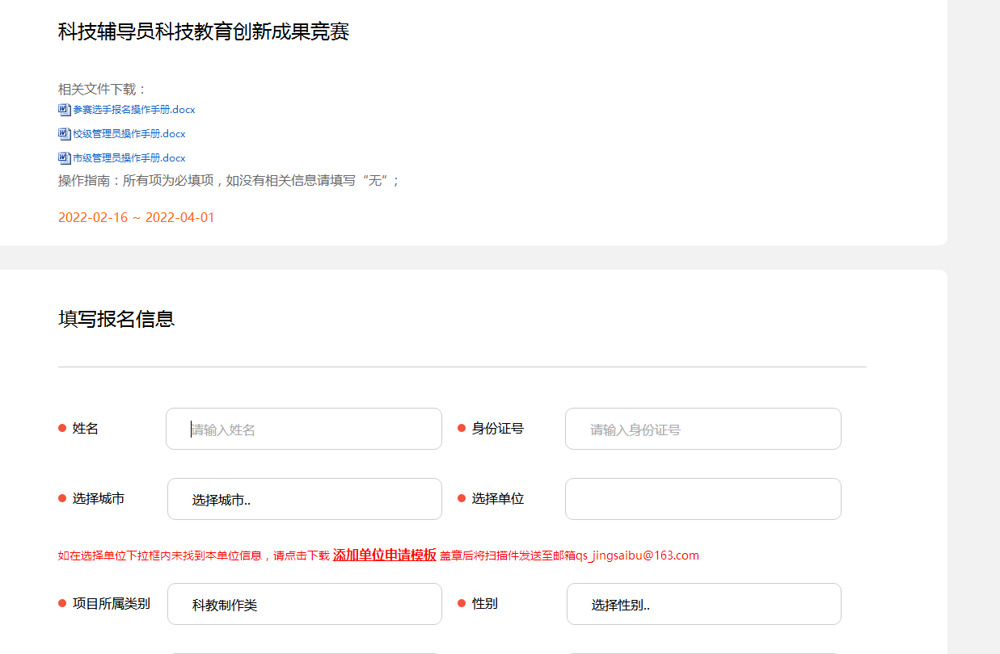 科技辅导员科技教育创新成果竞赛
相关文件下载：
参赛选手报名操作手册.docx
校级管理员操作手册.docx
市级管理员操作手册.docx
操作指南：所有项为必填项，如没有相关信息请填写“无”；
2022-02-16 ~ 2022-04-01
填写报名信息
姓名 请输入姓名 身份证号 请输入身份证号
选择城市 选择城市.. 选择单位
如在选择单位下拉框内未找到本单位信息，请点击下载 添加单位申请模板 盖章后将扫描件发送至邮箱qs_jingsaibu@163.com
项目所属类别 科教制作类 性别 选择性别..